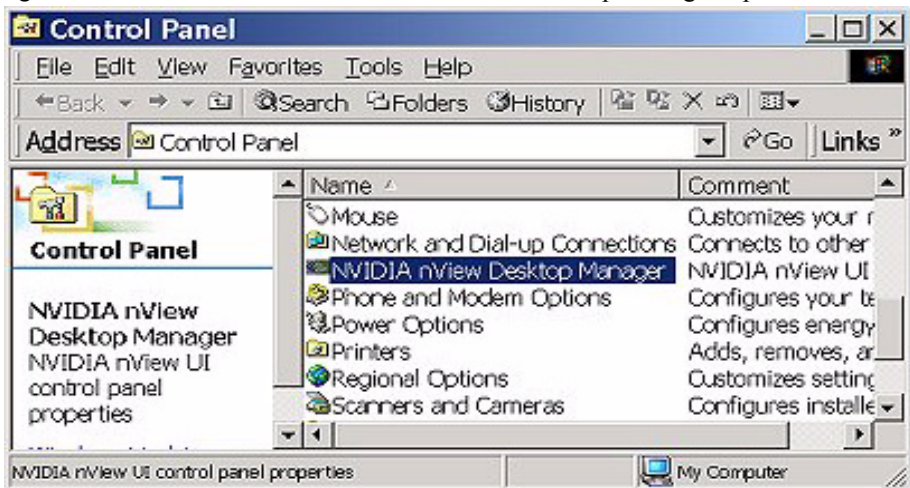 Control Panel
File Edit View Favorites Tools Help
Back Search Folders History
Address Control Panel Go Links »
Name Comment
Control Panel
NVIDIA nView
Desktop Manager
NVIDIA nView UI
control panel
properties
Mouse Customizes your
Network and Dial-up Connections Connects to other
NVIDIA nView Desktop Manager NVIDIA nView UI
Phone and Modem Options Configures your
Power Options Configures energy
Printers Adds, removes,
Regional Options Customizes
Scanners and Cameras Configures
NVIDIA nView UI control panel properties My Computer